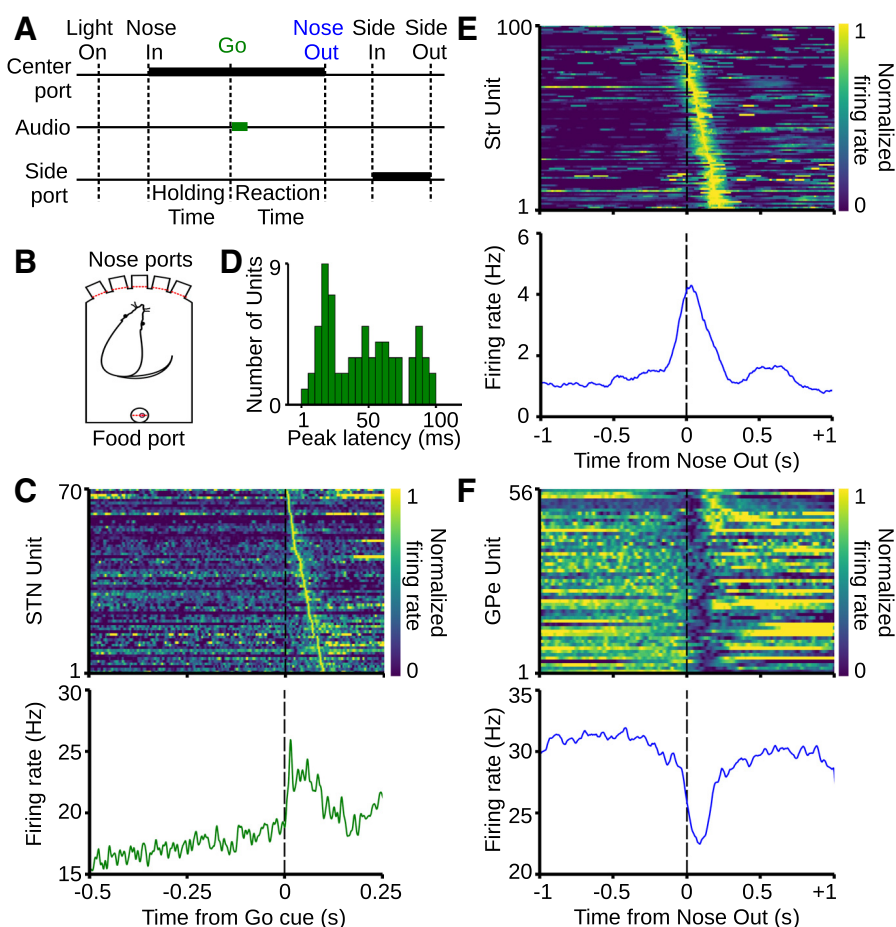 A
Light On
Nose In
Go
Nose Out
Side In
Side Out
Center port
Audio
Side port
Holding Time
Reaction Time
B
Nose ports
Food port
D
Number of Units
9
0
1
50
100
Peak latency (ms)
C
STN Unit
70
1
1
0
Normalized firing rate
Firing rate (Hz)
30
25
20
15
-0.5
-0.25
0
0.25
Time from Go cue (s)
E
Str Unit
100
1
1
0
Normalized firing rate
Firing rate (Hz)
6
4
2
0
-1
-0.5
0
0.5
+1
Time from Nose Out (s)
F
GPe Unit
56
1
1
0
Normalized firing rate
Firing rate (Hz)
35
30
25
20
-1
-0.5
0
0.5
+1
Time from Nose Out (s)